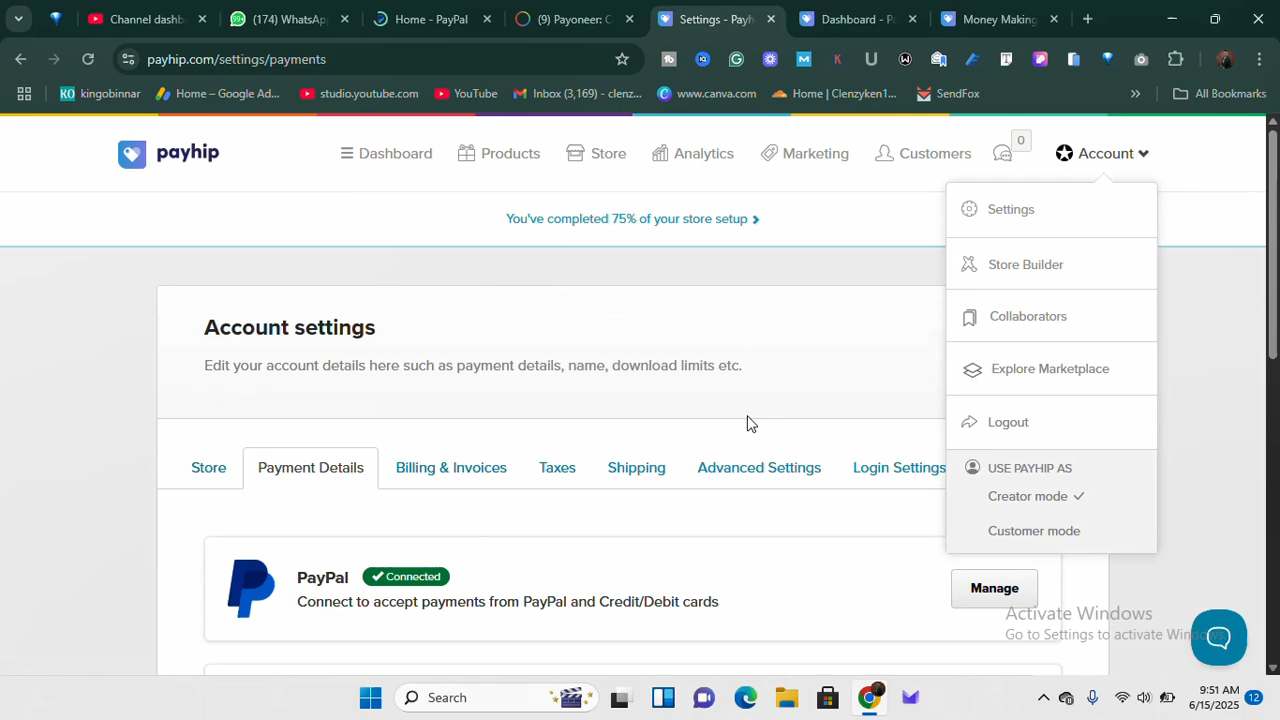 Channel dashb
(174) WhatsAp
Home - PayPal
(9) Payoneer: C
Settings - Payh
Dashboard - Pa
Money Making
payhip.com/settings/payments
kingobinnar
Home – Google Ad...
studio.youtube.com
YouTube
Inbox (3,169) - clenz...
www.canva.com
Home | Clenzyken1...
SendFox
All Bookmarks
payhip
Dashboard
Products
Store
Analytics
Marketing
Customers
0
Account
You've completed 75% of your store setup
Settings
Store Builder
Collaborators
Explore Marketplace
Logout
USE PAYHIP AS
Creator mode
Customer mode
Account settings
Edit your account details here such as payment details, name, download limits etc.
Store
Payment Details
Billing & Invoices
Taxes
Shipping
Advanced Settings
Login Settings
PayPal
Connected
Connect to accept payments from PayPal and Credit/Debit cards
Manage
Activate Windows
Go to Settings to activate Windows.
Search
9:51 AM
6/15/2025
12